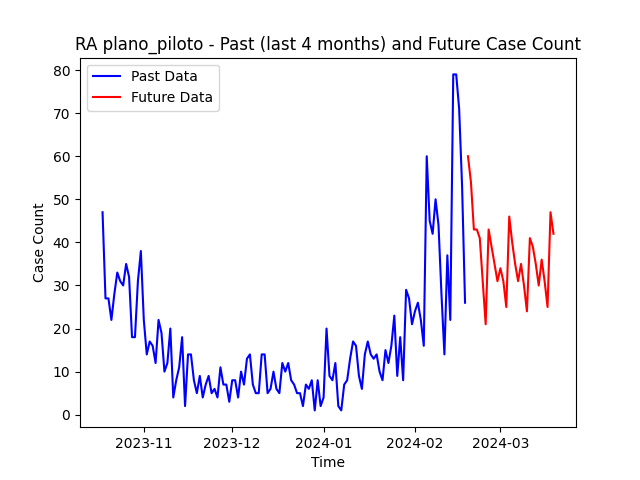 RA plano_piloto - Past (last 4 months) and Future Case Count
Past Data
Future Data
Case Count
80
70
60
50
40
30
20
10
0
2023-11
2023-12
2024-01
2024-02
2024-03
Time